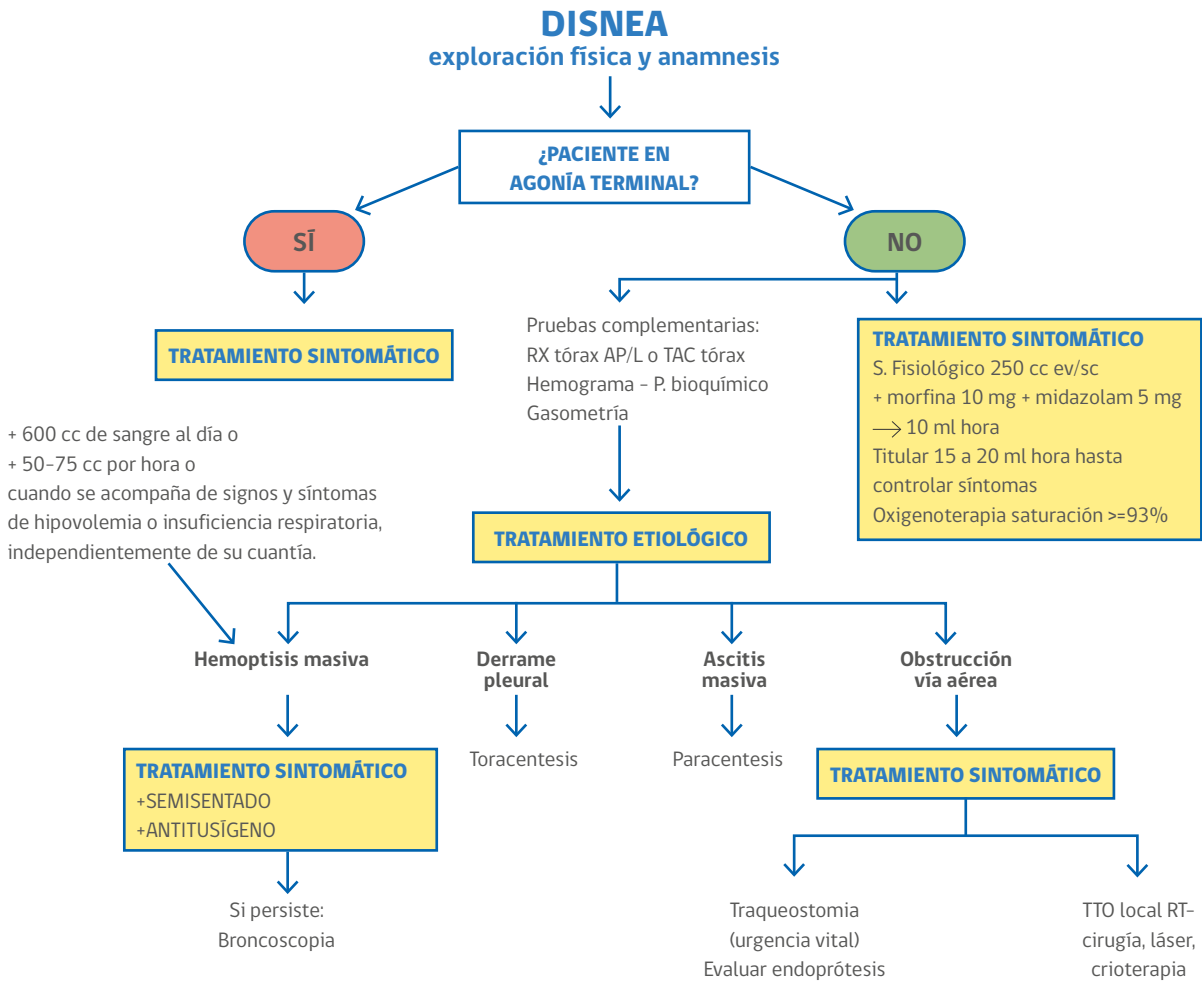 DISNEA
exploración física y anamnesis
¿PACIENTE EN
AGONÍA TERMINAL?
SÍ
NO
TRATAMIENTO SINTOMÁTICO
Pruebas complementarias:
RX tórax AP/L o TAC tórax
Hemograma - P. bioquímico
Gasometría
TRATAMIENTO SINTOMÁTICO
S. Fisiológico 250 cc ev/sc
+ morfina 10 mg + midazolam 5 mg
→ 10 ml hora
Titular 15 a 20 ml hora hasta
controlar síntomas
Oxigenoterapia saturación >=93%
+ 600 cc de sangre al día o
+ 50-75 cc por hora o
cuando se acompaña de signos y síntomas
de hipovolemia o insuficiencia respiratoria,
independientemente de su cuantía.
TRATAMIENTO ETIOLÓGICO
Hemoptisis masiva
Derrame
pleural
Ascitis
masiva
Obstrucción
vía aérea
TRATAMIENTO SINTOMÁTICO
+SEMISENTADO
+ANTITUSÍGENO
Toracentesis
Paracentesis
TRATAMIENTO SINTOMÁTICO
Si persiste:
Broncoscopia
Traqueostomia
(urgencia vital)
Evaluar endoprótesis
TTO local RT-
cirugía, láser,
crioterapia